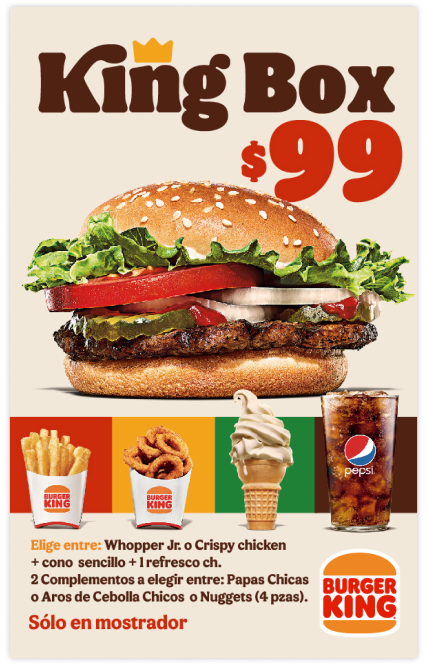 King Box
$99
BURGER
KING
BURGER
KING
pepsi
Elige entre: Whopper Jr. o Crispy chicken
+ cono sencillo + 1 refresco ch.
2 Complementos a elegir entre: Papas Chicas
o Aros de Cebolla Chicos o Nuggets (4 pzas).
Sólo en mostrador
BURGER
KING